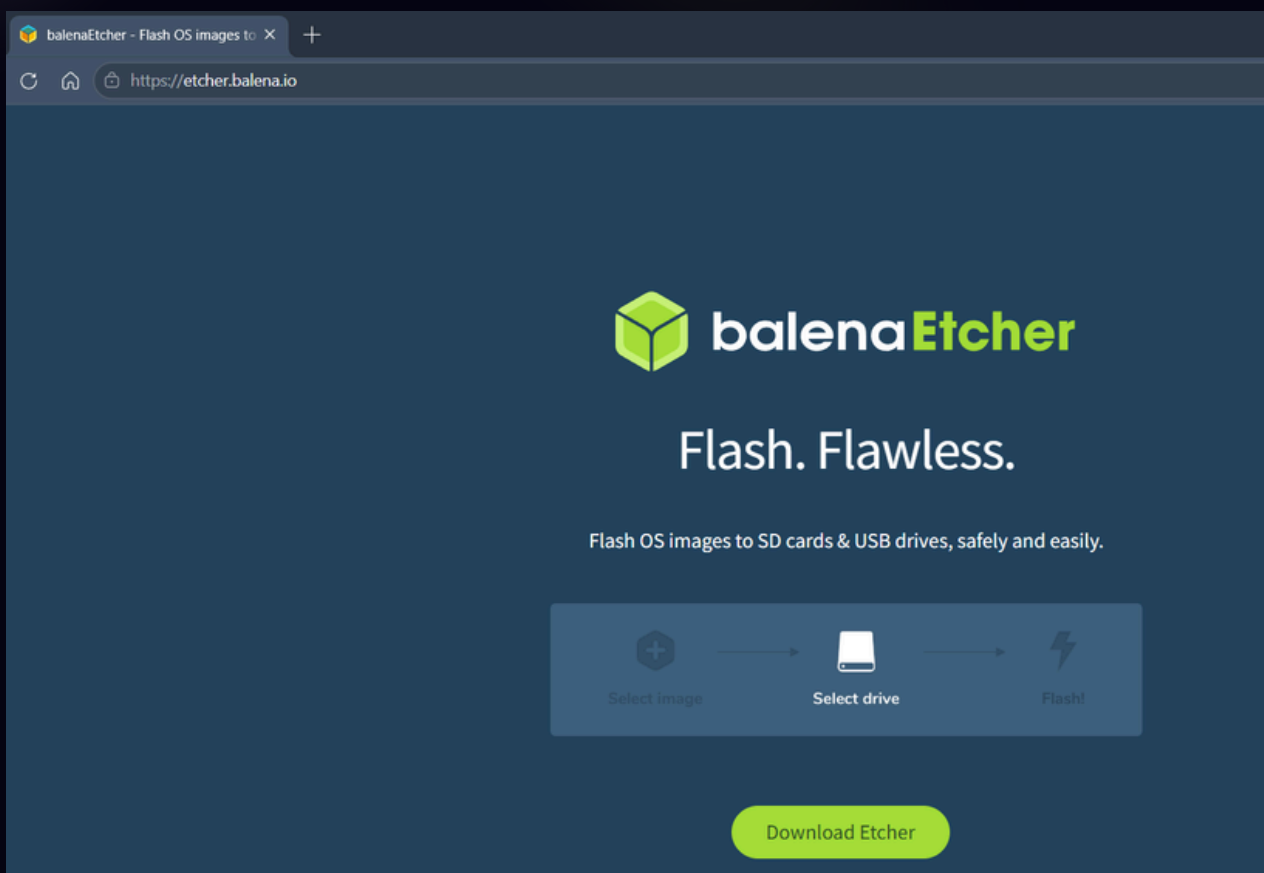 balenaEtcher - Flash OS images to
https://etcher.balena.io
balenaEtcher
Flash. Flawless.
Flash OS images to SD cards & USB drives, safely and easily.
Select image
Select drive
Flash!
Download Etcher